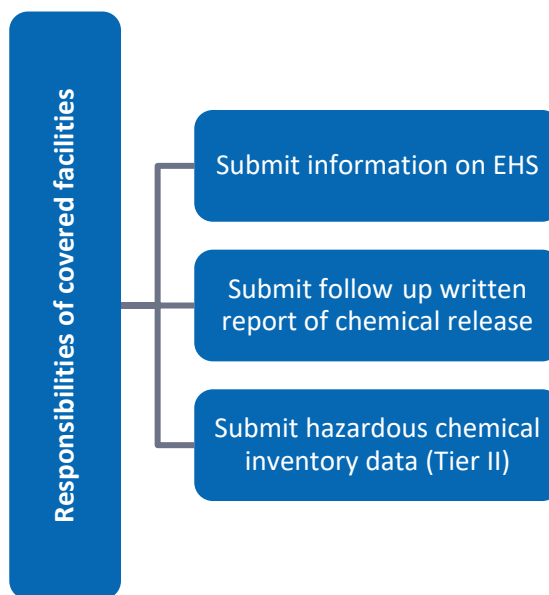 Responsibilities of covered facilities
Submit information on EHS
Submit follow up written
report of chemical release
Submit hazardous chemical
inventory data (Tier II)